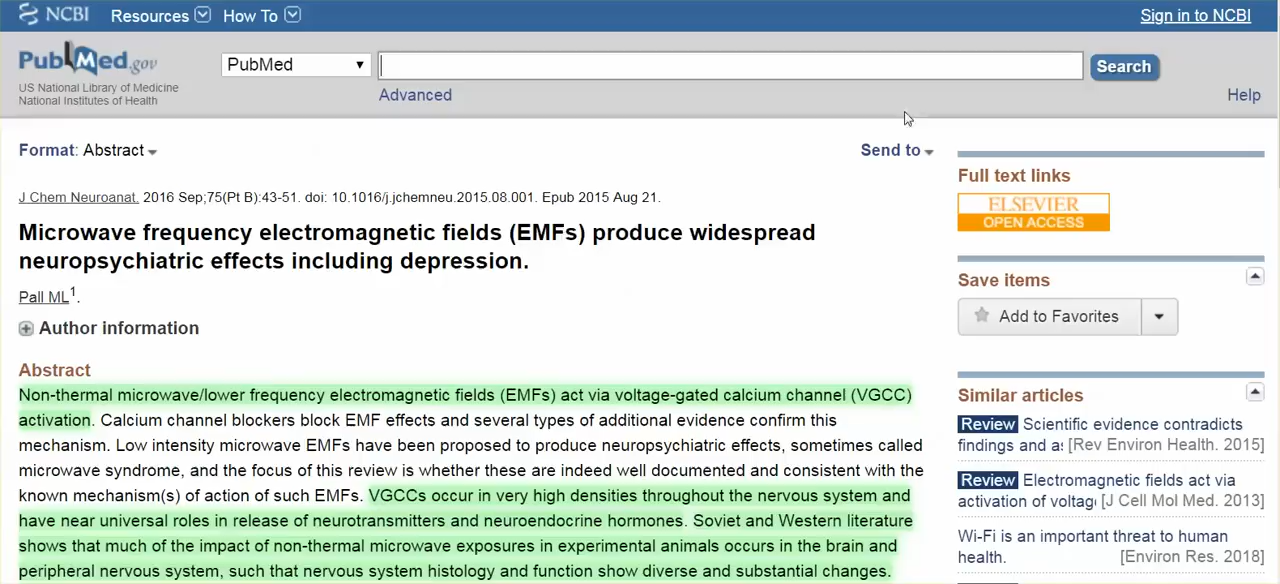 NCBI Resources How To Sign in to NCBI
PubMed.gov
US National Library of Medicine
National Institutes of Health
PubMed
Search
Advanced
Help
Format: Abstract
Send to
J Chem Neuroanat. 2016 Sep;75(Pt B):43-51. doi: 10.1016/j.jchemneu.2015.08.001. Epub 2015 Aug 21.
Microwave frequency electromagnetic fields (EMFs) produce widespread
neuropsychiatric effects including depression.
Pall ML1.
Author information
Abstract
Non-thermal microwave/lower frequency electromagnetic fields (EMFs) act via voltage-gated calcium channel (VGCC)
activation. Calcium channel blockers block EMF effects and several types of additional evidence confirm this
mechanism. Low intensity microwave EMFs have been proposed to produce neuropsychiatric effects, sometimes called
microwave syndrome, and the focus of this review is whether these are indeed well documented and consistent with the
known mechanism(s) of action of such EMFs. VGCCs occur in very high densities throughout the nervous system and
have near universal roles in release of neurotransmitters and neuroendocrine hormones. Soviet and Western literature
shows that much of the impact of non-thermal microwave exposures in experimental animals occurs in the brain and
peripheral nervous system, such that nervous system histology and function show diverse and substantial changes.
Full text links
ELSEVIER
OPEN ACCESS
Save items
Add to Favorites
Similar articles
Review Scientific evidence contradicts
findings and as [Rev Environ Health. 2015]
Review Electromagnetic fields act via
activation of voltag [J Cell Mol Med. 2013]
Wi-Fi is an important threat to human
health. [Environ Res. 2018]